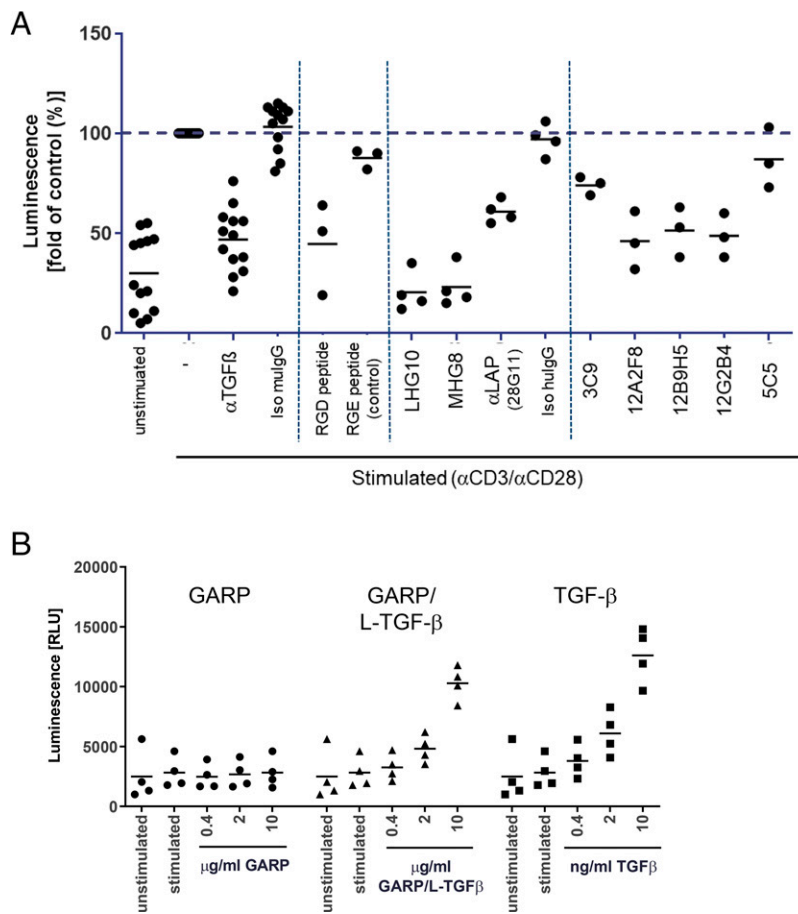 A
150
100
50
0
Luminescence
[fold of control (%)]
unstimuated
-
αTGFß
Iso muIgG
RGD peptide
RGE peptide
(control)
LHG10
MHG8
αLAP
(28G11)
Iso huIgG
3C9
12A2F8
12B9H5
12G2B4
5C5
Stimulated (αCD3/αCD28)
B
20000
15000
10000
5000
0
Luminescence [RLU]
GARP
GARP/
L-TGF-β
TGF-β
unstimulated
stimulated
0.4
2
10
μg/ml GARP
unstimulated
stimulated
0.4
2
10
μg/ml
GARP/L-TGFβ
unstimulated
stimulated
0.4
2
10
ng/ml TGFβ